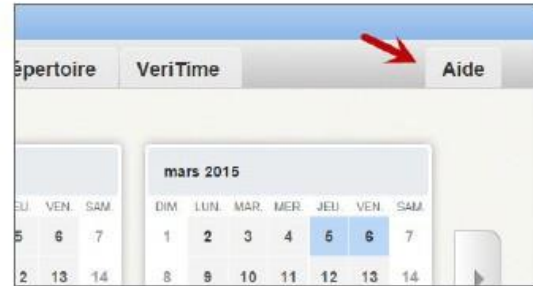 épertoire VeriTime Aide
mars 2015
EU. VEN. SAM. DIM LUN. MAR. MER. JEU. VEN. SAM.
5 6 7 1 2 3 4 5 6 7
2 13 14 8 9 10 11 12 13 14